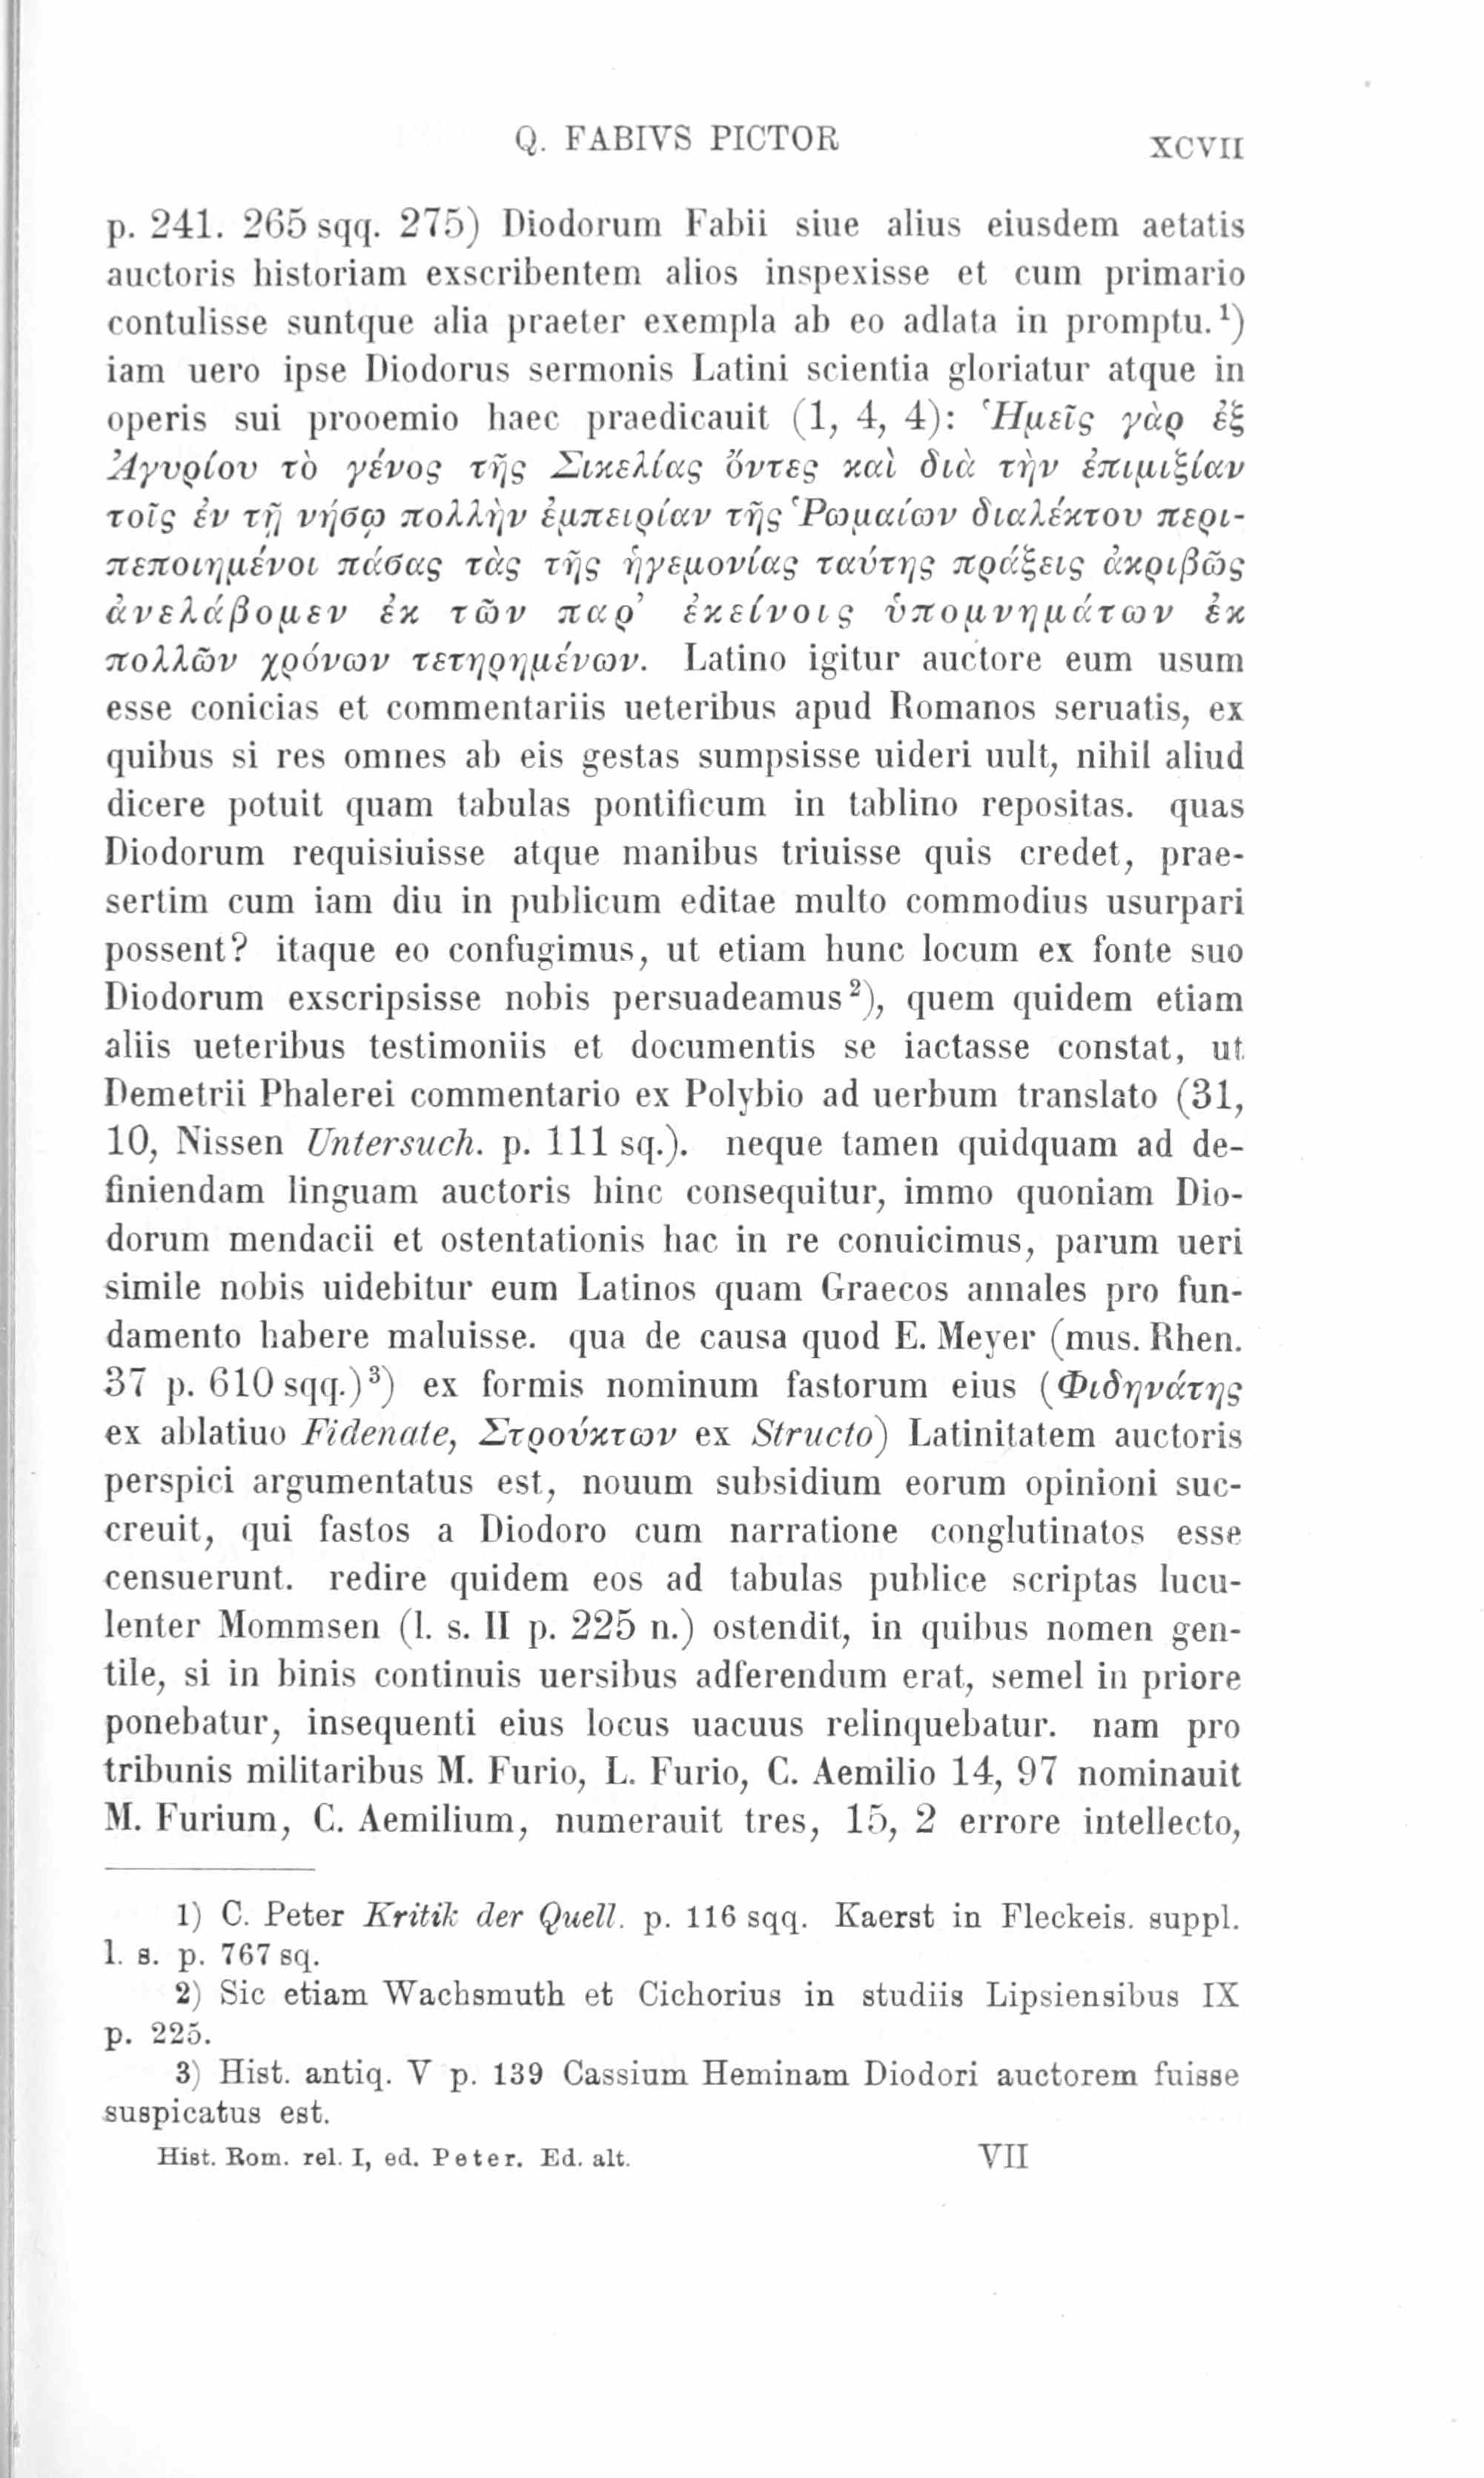 Q. FABIVS PICTOR XCVII
p. 241. 265 sqq. 275) Diodorum Fabii siue alius eiusdem aetatis
auctoris historiam exscribentem alios inspexisse et cum primario
contulisse suntque alia praeter exempla ab eo adlata in promptu.¹)
iam uero ipse Diodorus sermonis Latini scientia gloriatur atque in
operis sui prooemio haec praedicauit (1, 4, 4): Ἡμεῖς γὰρ ἐξ
Ἀγυρίου τὸ γένος τῆς Σικελίας ὄντες καὶ διὰ τὴν ἐπιμιξίαν
τοῖς ἐν τῇ νήσῳ πολλὴν ἐμπειρίαν τῆς Ῥωμαίων διαλέκτου περι-
πεποιημένοι πάσας τὰς τῆς ἡγεμονίας ταύτης πράξεις ἀκριβῶς
ἀνελάβομεν ἐκ τῶν παρ’ ἐκείνοις ὑπομνημάτων ἐκ
πολλῶν χρόνων τετηρημένων. Latino igitur auctore eum usum
esse conicias et commentariis ueteribus apud Romanos seruatis, ex
quibus si res omnes ab eis gestas sumpsisse uideri uult, nihil aliud
dicere potuit quam tabulas pontificum in tablino repositas. quas
Diodorum requisiuisse atque manibus triuisse quis credet, prae-
sertim cum iam diu in publicum editae multo commodius usurpari
possent? itaque eo confugimus, ut etiam hunc locum ex fonte suo
Diodorum exscripsisse nobis persuadeamus²), quem quidem etiam
aliis ueteribus testimoniis et documentis se iactasse constat, ut
Demetrii Phalerei commentario ex Polybio ad uerbum translato (31,
10, Nissen Untersuch. p. 111 sq.). neque tamen quidquam ad de-
finiendam linguam auctoris hinc consequitur, immo quoniam Dio-
dorum mendacii et ostentationis hac in re conuicimus, parum ueri
simile nobis uidebitur eum Latinos quam Graecos annales pro fun-
damento habere maluisse. qua de causa quod E. Meyer (mus. Rhen.
37 p. 610 sqq.)³) ex formis nominum fastorum eius (Φιδηνάτης
ex ablatiuo Fidenate, Στρούκτων ex Structo) Latinitatem auctoris
perspici argumentatus est, nouum subsidium eorum opinioni suc-
creuit, qui fastos a Diodoro cum narratione conglutinatos esse
censuerunt. redire quidem eos ad tabulas publice scriptas lucu-
lenter Mommsen (l. s. II p. 225 n.) ostendit, in quibus nomen gen-
tile, si in binis continuis uersibus adferendum erat, semel in priore
ponebatur, insequenti eius locus uacuus relinquebatur. nam pro
tribunis militaribus M. Furio, L. Furio, C. Aemilio 14, 97 nominauit
M. Furium, C. Aemilium, numerauit tres, 15, 2 errore intellecto,
1) C. Peter Kritik der Quell. p. 116 sqq. Kaerst in Fleckeis. suppl.
l. s. p. 767 sq.
2) Sic etiam Wachsmuth et Cichorius in studiis Lipsiensibus IX
p. 225.
3) Hist. antiq. V p. 139 Cassium Heminam Diodori auctorem fuisse
suspicatus est.
Hist. Rom. rel. I, ed. Peter. Ed. alt. VII